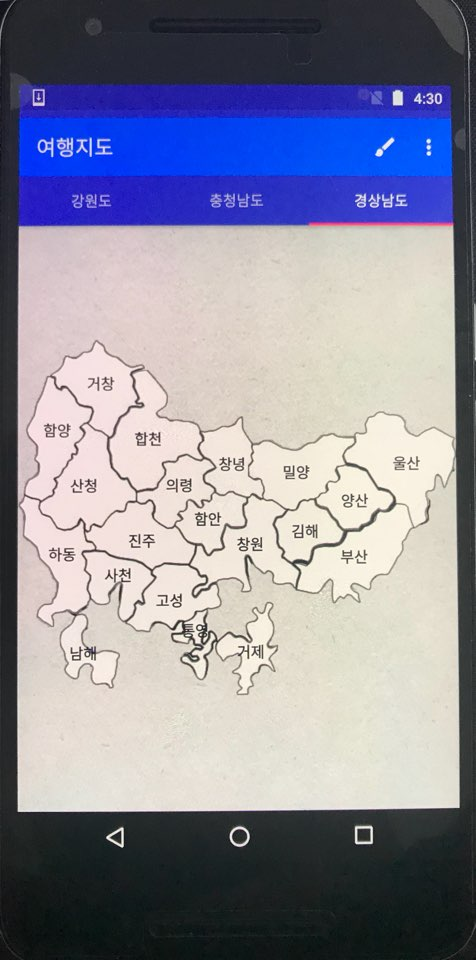 4:30
여행지도
강원도 충청남도 경상남도
거창
함양
합천
울산
창녕
밀양
산청
의령
양산
함안
김해
진주
창원
하동
부산
사천
고성
통영
남해
거제